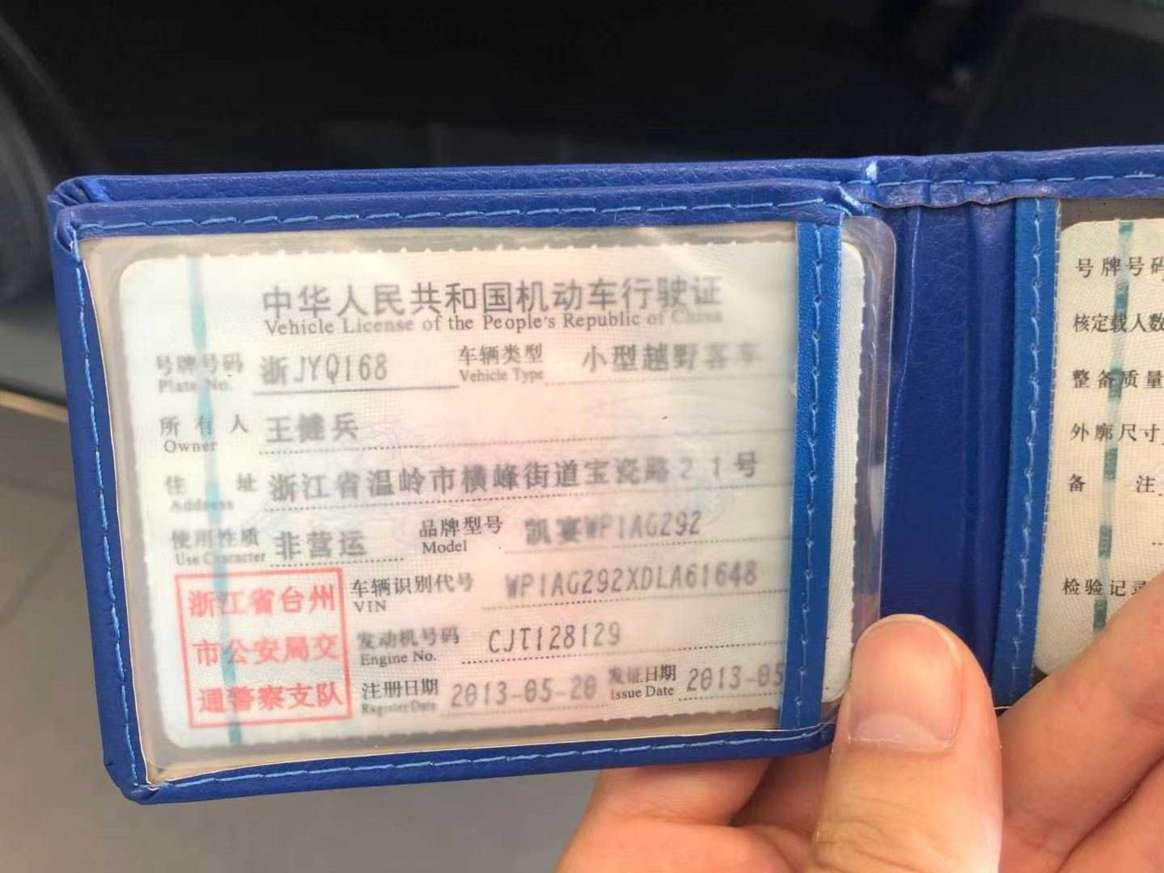 中华人民共和国机动车行驶证
Vehicle License of the People's Republic of China
号牌号码 浙JYQ168 车辆类型 小型越野客车
Plate No. Vehicle Type
所有人 王健兵
Owner
住址 浙江省温岭市横峰街道宝瓷路21号
Address
使用性质 非营运 品牌型号 凯宴WP1AG292
Use Character Model
浙江省台州
市公安局交
通警察支队
车辆识别代号 WP1AG292XDLA61648
VIN
发动机号码 CJT128129
Engine No.
注册日期 2013-05-20 发证日期 2013-05
Register Date Issue Date
号牌号码
核定载人数
整备质量
外廓尺寸
备注
检验记录